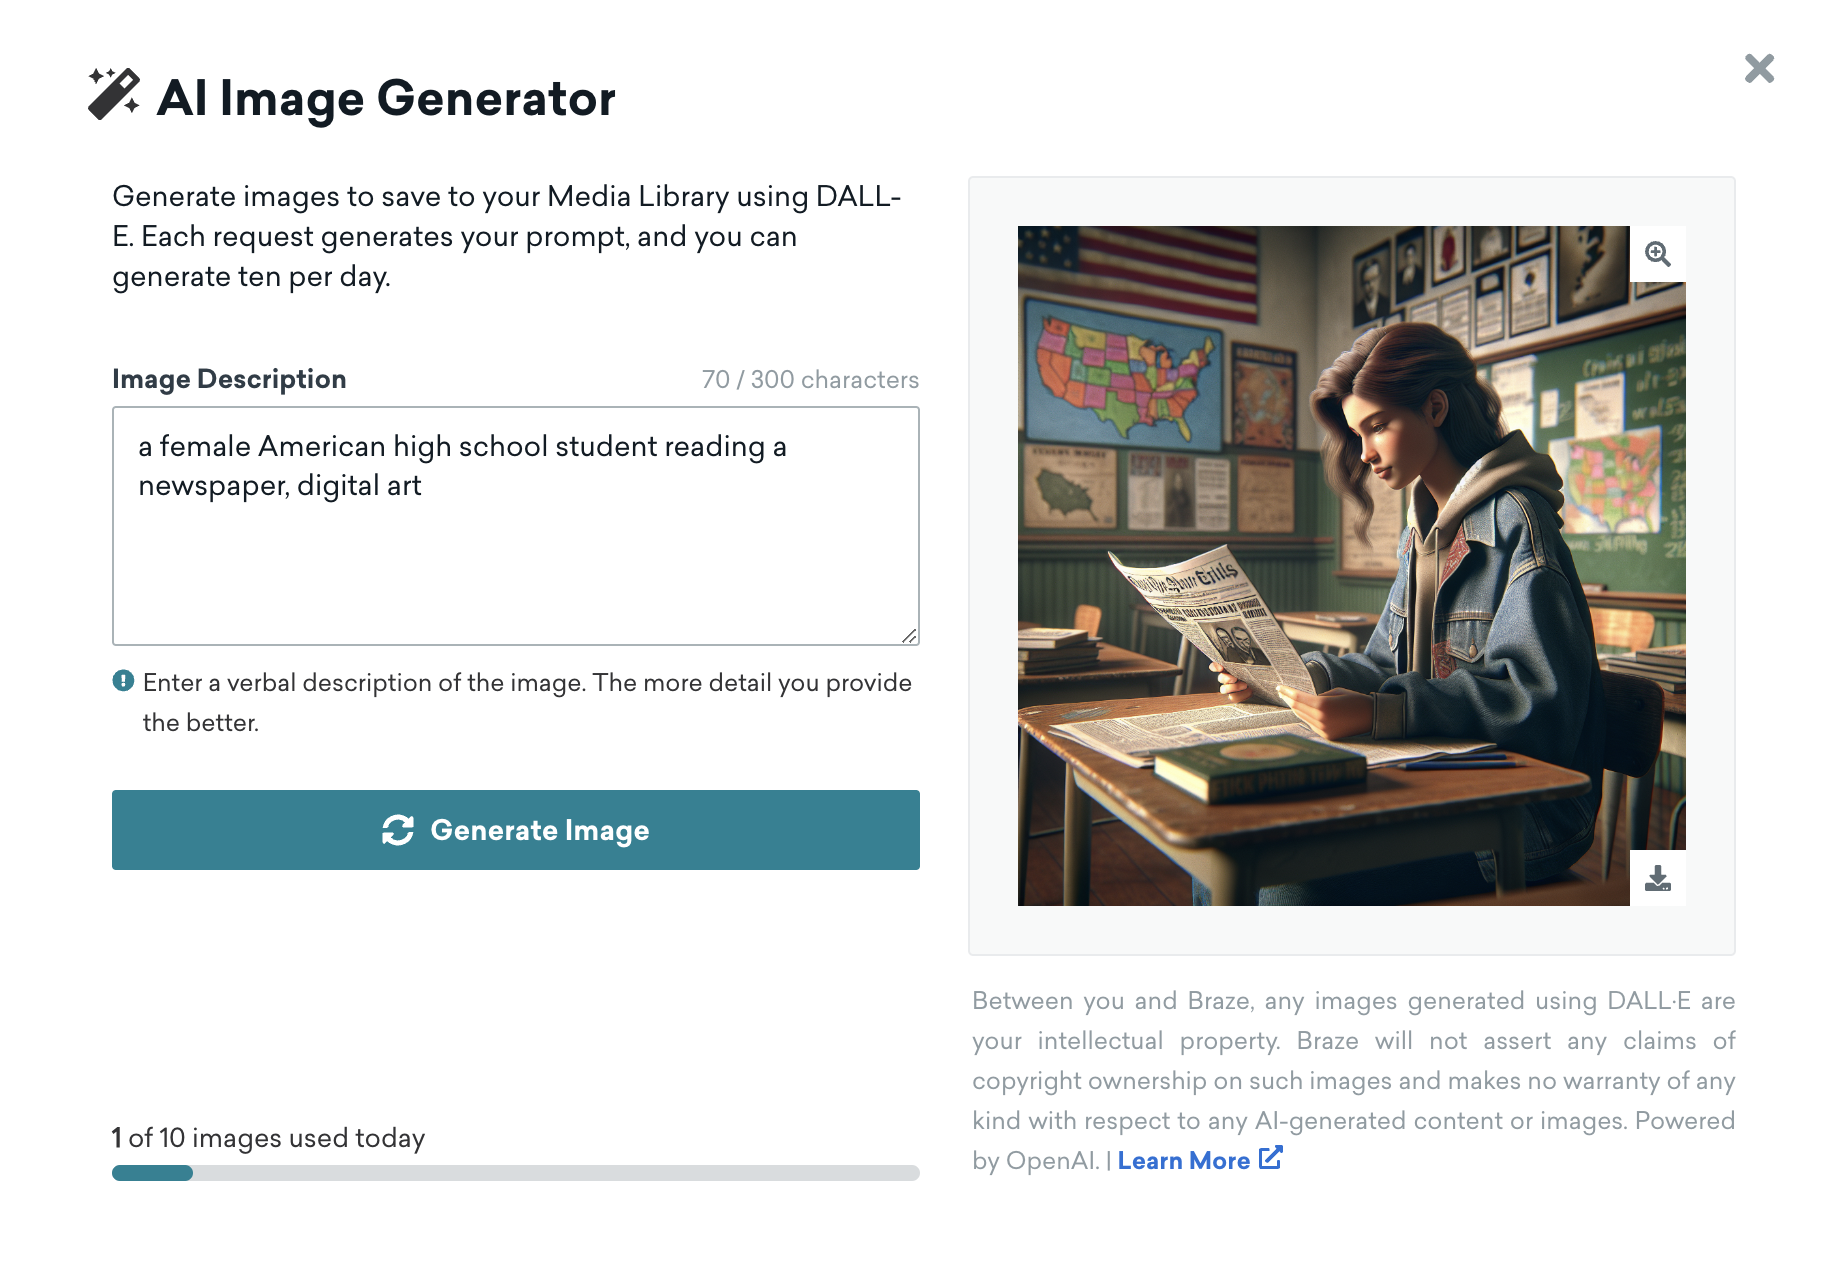 AI Image Generator
Generate images to save to your Media Library using DALL-
E. Each request generates your prompt, and you can
generate ten per day.
Image Description
70 / 300 characters
a female American high school student reading a
newspaper, digital art
Enter a verbal description of the image. The more detail you provide
the better.
Generate Image
1 of 10 images used today
Between you and Braze, any images generated using DALL·E are
your intellectual property. Braze will not assert any claims of
copyright ownership on such images and makes no warranty of any
kind with respect to any AI-generated content or images. Powered
by OpenAI. | Learn More